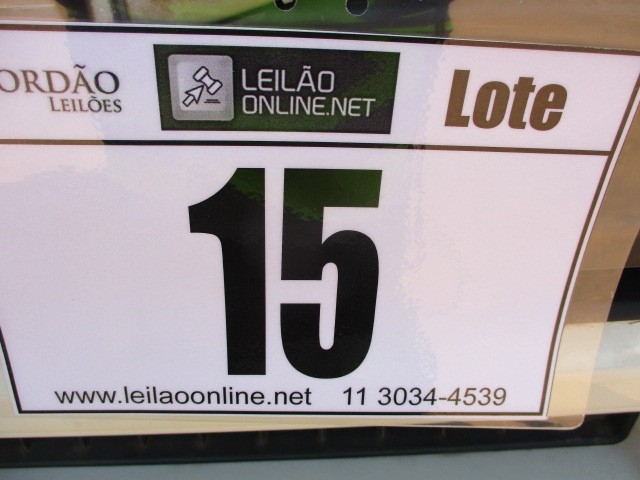 ORDÃO
LEILÕES
LEILÃO
ONLINE.NET
Lote
15
www.leilaoonline.net 11 3034-4539